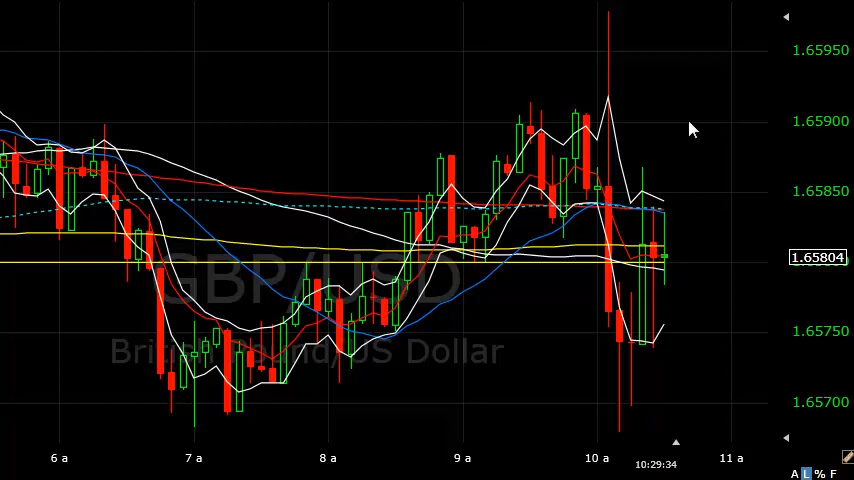 1.65950
1.65900
1.65850
GBP/USD
1.65804
1.65750
British Pound/US Dollar
1.65700
6 a 7 a 8 a 9 a 10 a 11 a
10:29:34
A L % F